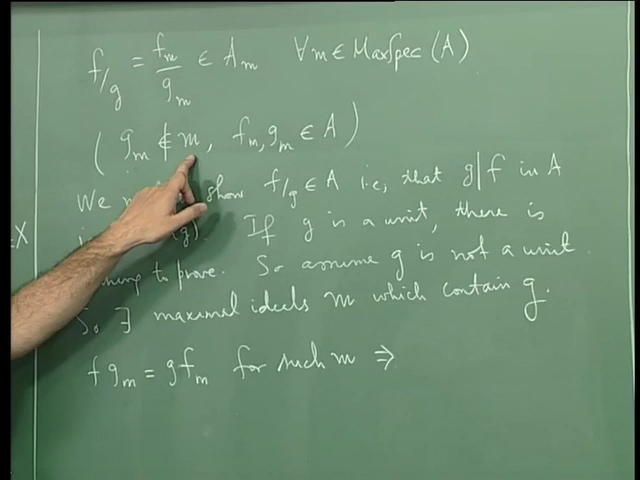 f/g = f_m/g_m ∈ A_m ∀ m ∈ MaxSpec(A)
( g_m ∉ m, f_m, g_m ∈ A )
We show f/g ∈ A i.e., that g|f in A
(g). If g is a unit, there is
to prove. So assume g is not a unit.
So ∃ maximal ideals m which contain g.
f g_m = g f_m for such m ⇒
∈X